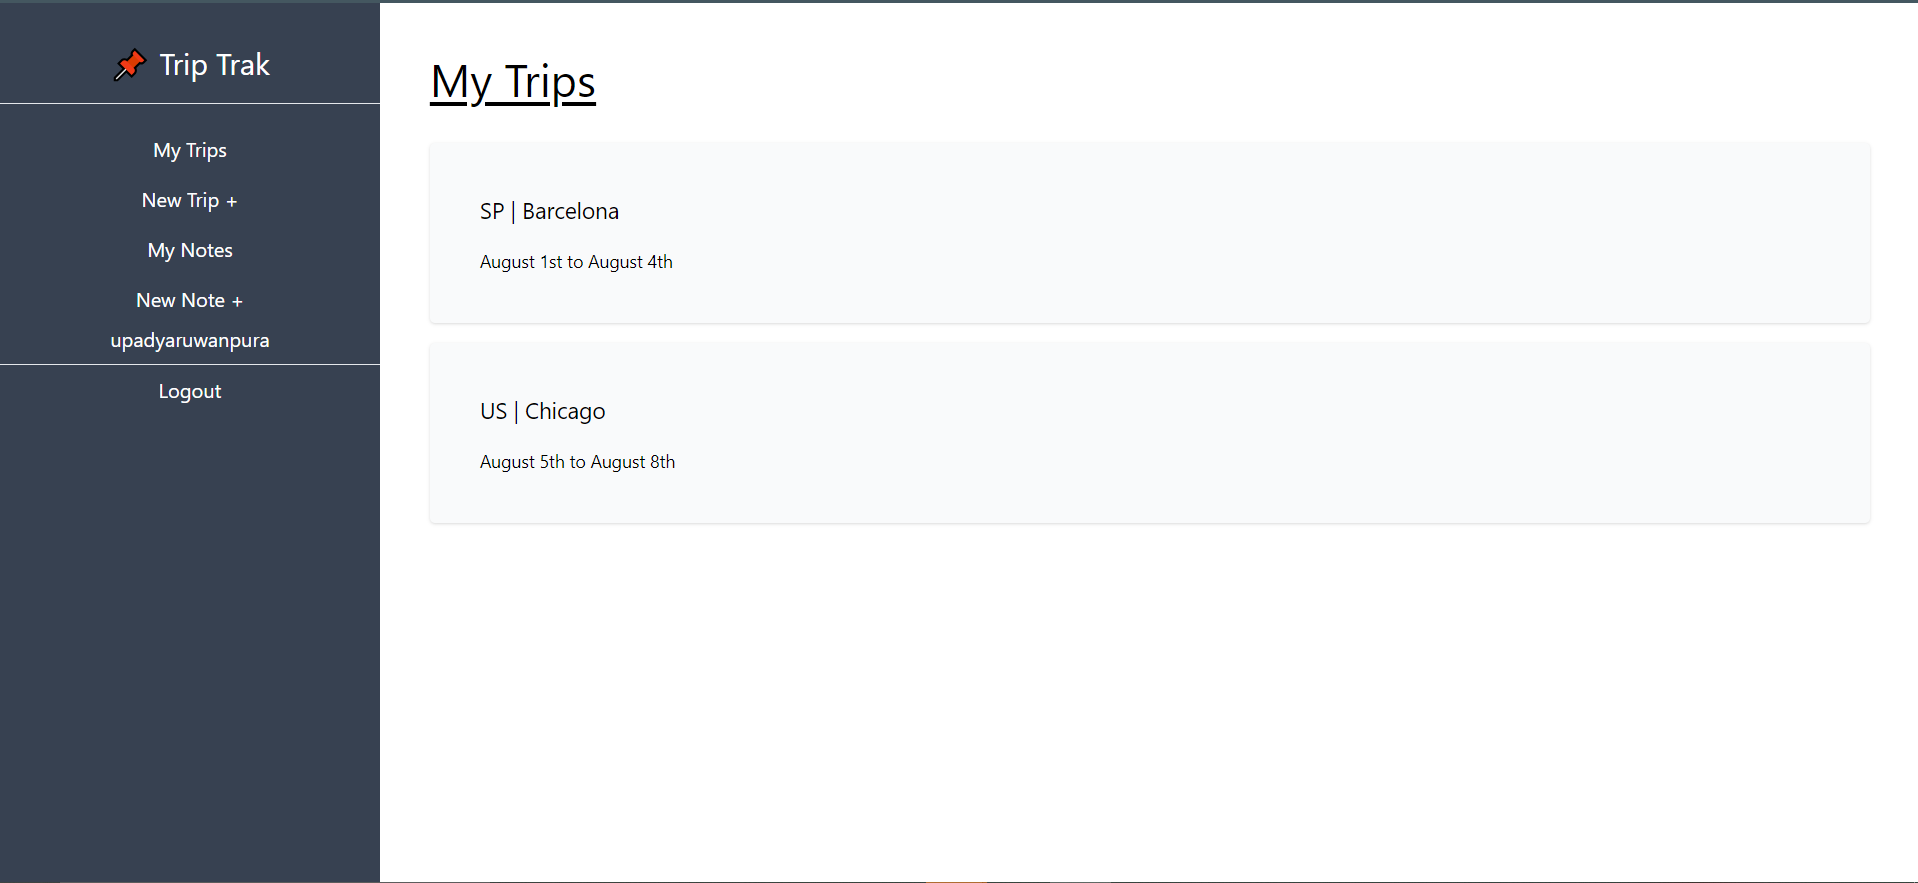 Trip Trak
My Trips
New Trip +
My Notes
New Note +
upadyaruwanpura
Logout
My Trips
SP | Barcelona
August 1st to August 4th
US | Chicago
August 5th to August 8th